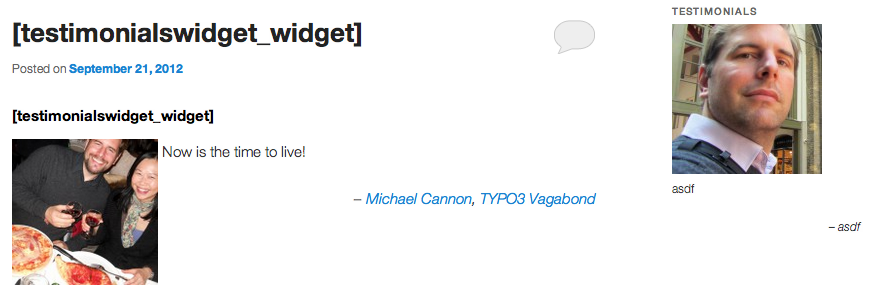 [testimonialswidget_widget]
Posted on September 21, 2012
[testimonialswidget_widget]
Now is the time to live!
– Michael Cannon, TYPO3 Vagabond
TESTIMONIALS
asdf
– asdf